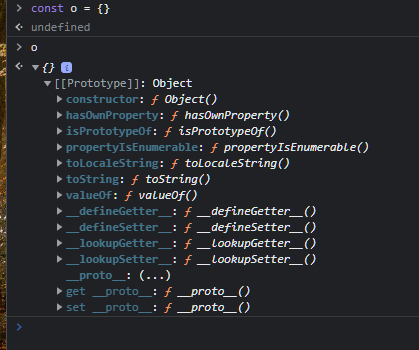 const o = {}
undefined
o
{} i
[[Prototype]]: Object
constructor: ƒ Object()
hasOwnProperty: ƒ hasOwnProperty()
isPrototypeOf: ƒ isPrototypeOf()
propertyIsEnumerable: ƒ propertyIsEnumerable()
toLocaleString: ƒ toLocaleString()
toString: ƒ toString()
valueOf: ƒ valueOf()
__defineGetter__: ƒ __defineGetter__()
__defineSetter__: ƒ __defineSetter__()
__lookupGetter__: ƒ __lookupGetter__()
__lookupSetter__: ƒ __lookupSetter__()
__proto__: (...)
get __proto__: ƒ __proto__()
set __proto__: ƒ __proto__()